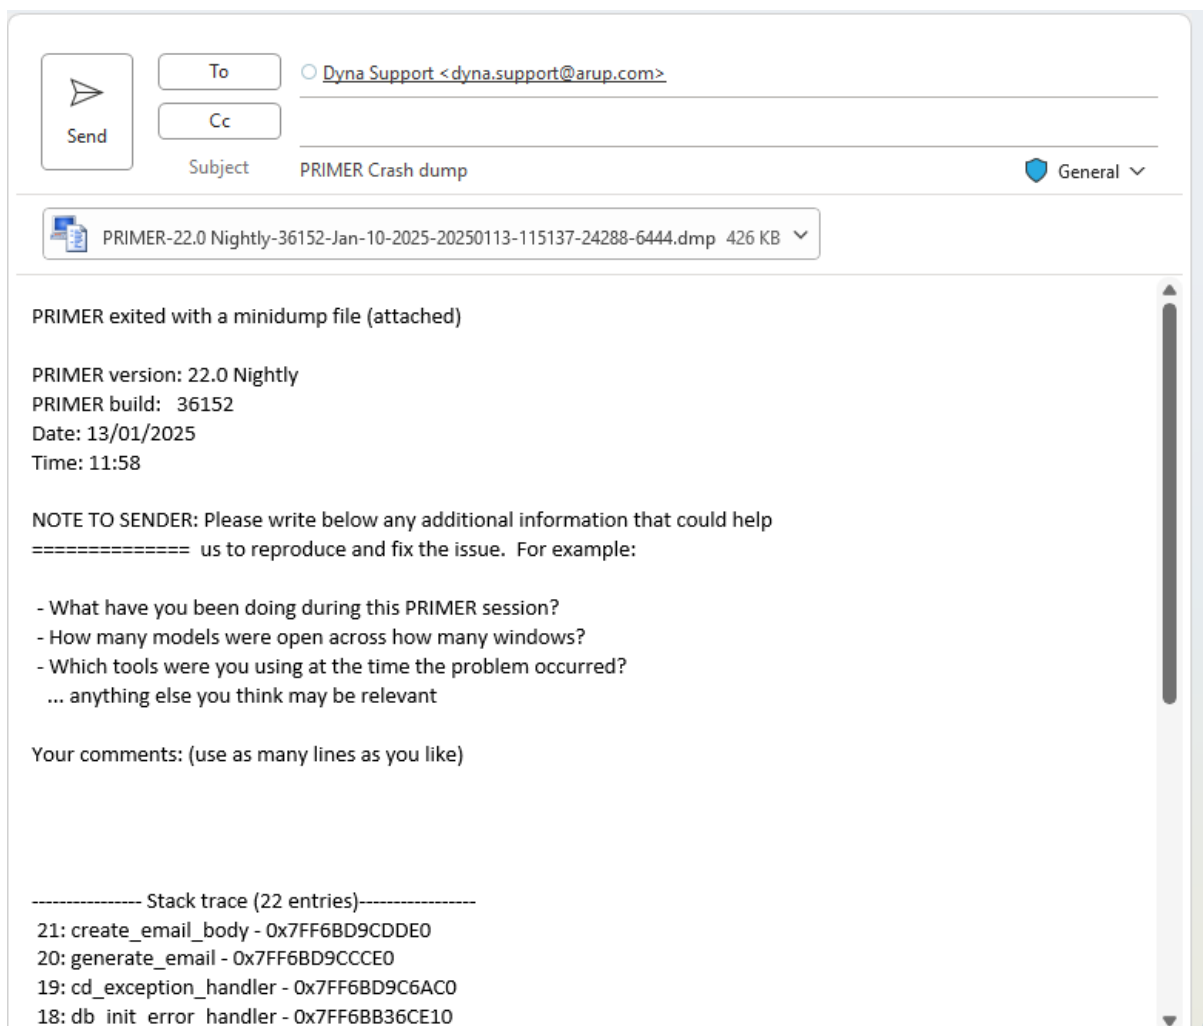 Send
To
Dyna Support <dyna.support@arup.com>
Cc
Subject
PRIMER Crash dump
General
PRIMER-22.0 Nightly-36152-Jan-10-2025-20250113-115137-24288-6444.dmp 426 KB
PRIMER exited with a minidump file (attached)
PRIMER version: 22.0 Nightly
PRIMER build:   36152
Date: 13/01/2025
Time: 11:58
NOTE TO SENDER: Please write below any additional information that could help
============== us to reproduce and fix the issue.  For example:
- What have you been doing during this PRIMER session?
- How many models were open across how many windows?
- Which tools were you using at the time the problem occurred?
... anything else you think may be relevant
Your comments: (use as many lines as you like)
---------------- Stack trace (22 entries)-----------------
21: create_email_body - 0x7FF6BD9CDDE0
20: generate_email - 0x7FF6BD9CCCE0
19: cd_exception_handler - 0x7FF6BD9C6AC0
18: db_init_error_handler - 0x7FF6BB36CE10